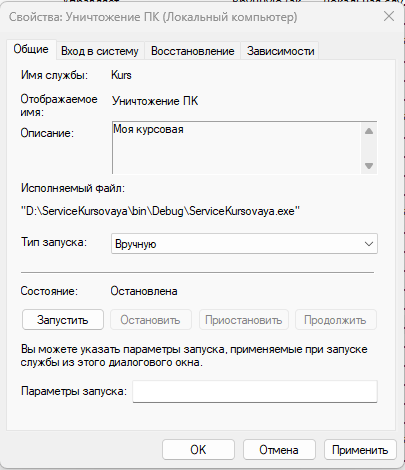 Свойства: Уничтожение ПК (Локальный компьютер)
Общие Вход в систему Восстановление Зависимости
Имя службы: Kurs
Отображаемое
имя: Уничтожение ПК
Описание: Моя курсовая
Исполняемый файл:
"D:\ServiceKursovaya\bin\Debug\ServiceKursovaya.exe"
Тип запуска: Вручную
Состояние: Остановлена
Запустить Остановить Приостановить Продолжить
Вы можете указать параметры запуска, применяемые при запуске
службы из этого диалогового окна.
Параметры запуска:
OK Отмена Применить